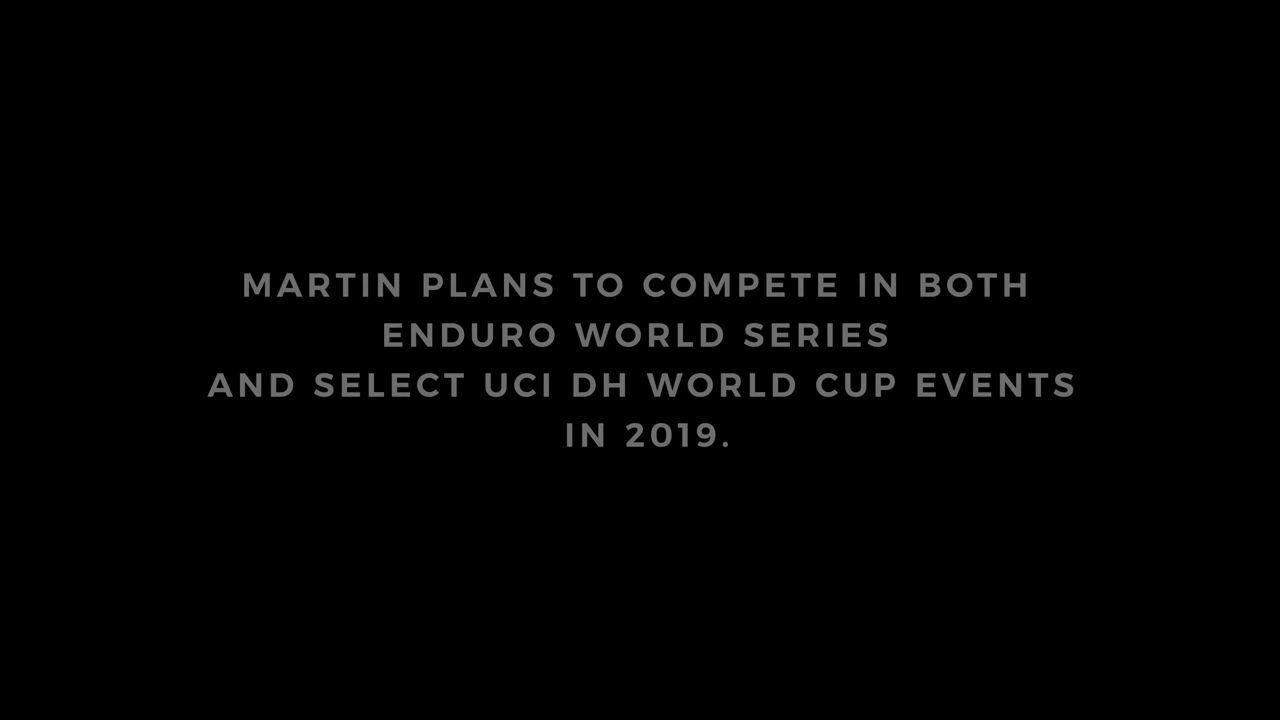 MARTIN PLANS TO COMPETE IN BOTH
ENDURO WORLD SERIES
AND SELECT UCI DH WORLD CUP EVENTS
IN 2019.